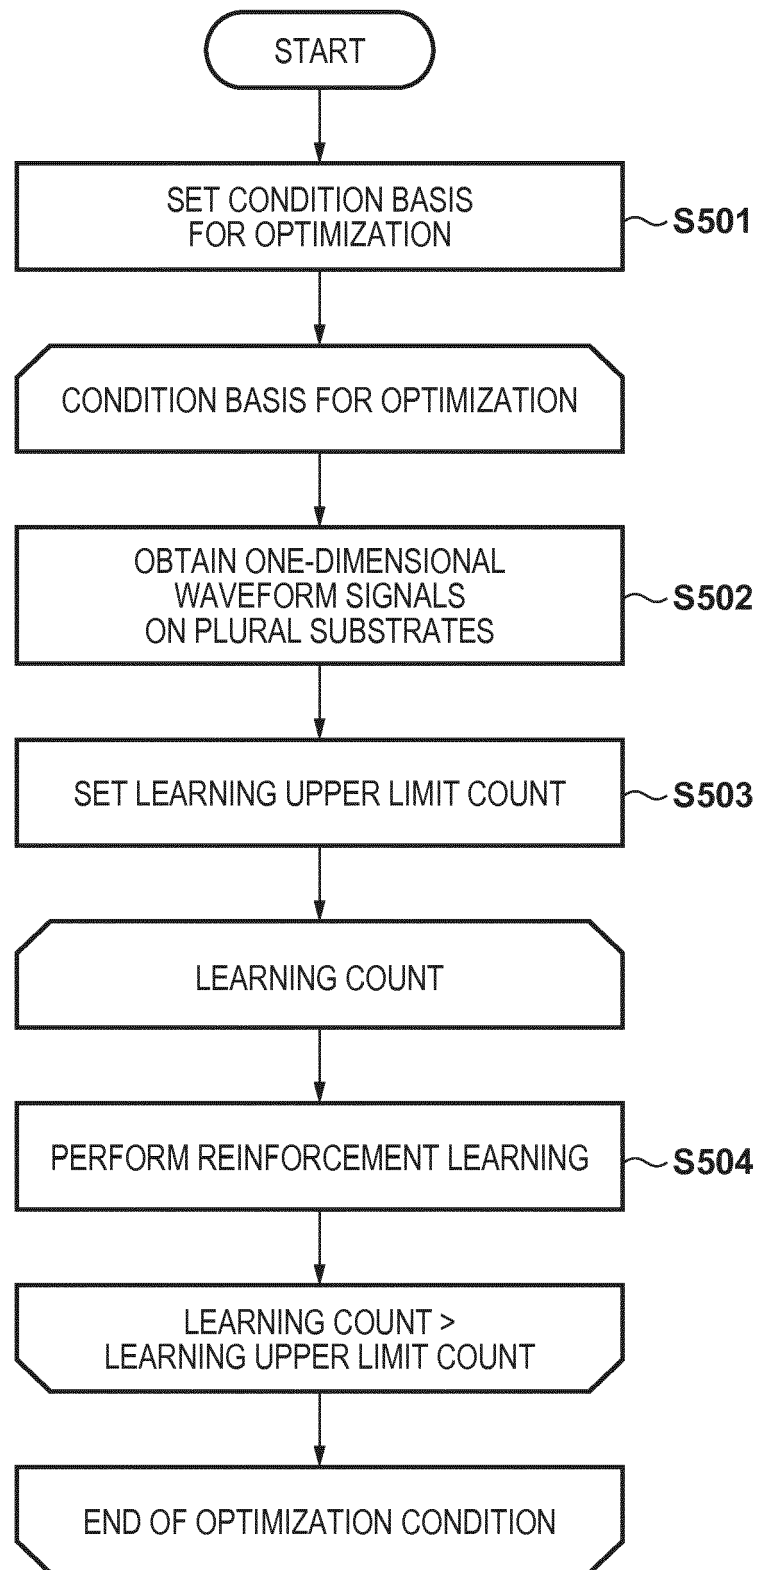 START
SET CONDITION BASIS
FOR OPTIMIZATION
S501
CONDITION BASIS FOR OPTIMIZATION
OBTAIN ONE-DIMENSIONAL
WAVEFORM SIGNALS
ON PLURAL SUBSTRATES
S502
SET LEARNING UPPER LIMIT COUNT
S503
LEARNING COUNT
PERFORM REINFORCEMENT LEARNING
S504
LEARNING COUNT >
LEARNING UPPER LIMIT COUNT
END OF OPTIMIZATION CONDITION